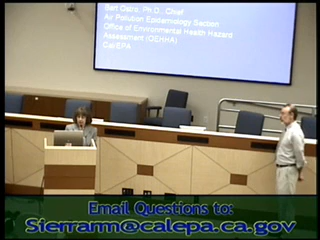 Bart Ostro, Ph.D., Chief
Air Pollution Epidemiology Section
Office of Environmental Health Hazard
Assessment (OEHHA)
Cal/EPA
Email Questions to:
Sierrarm@calepa.ca.gov